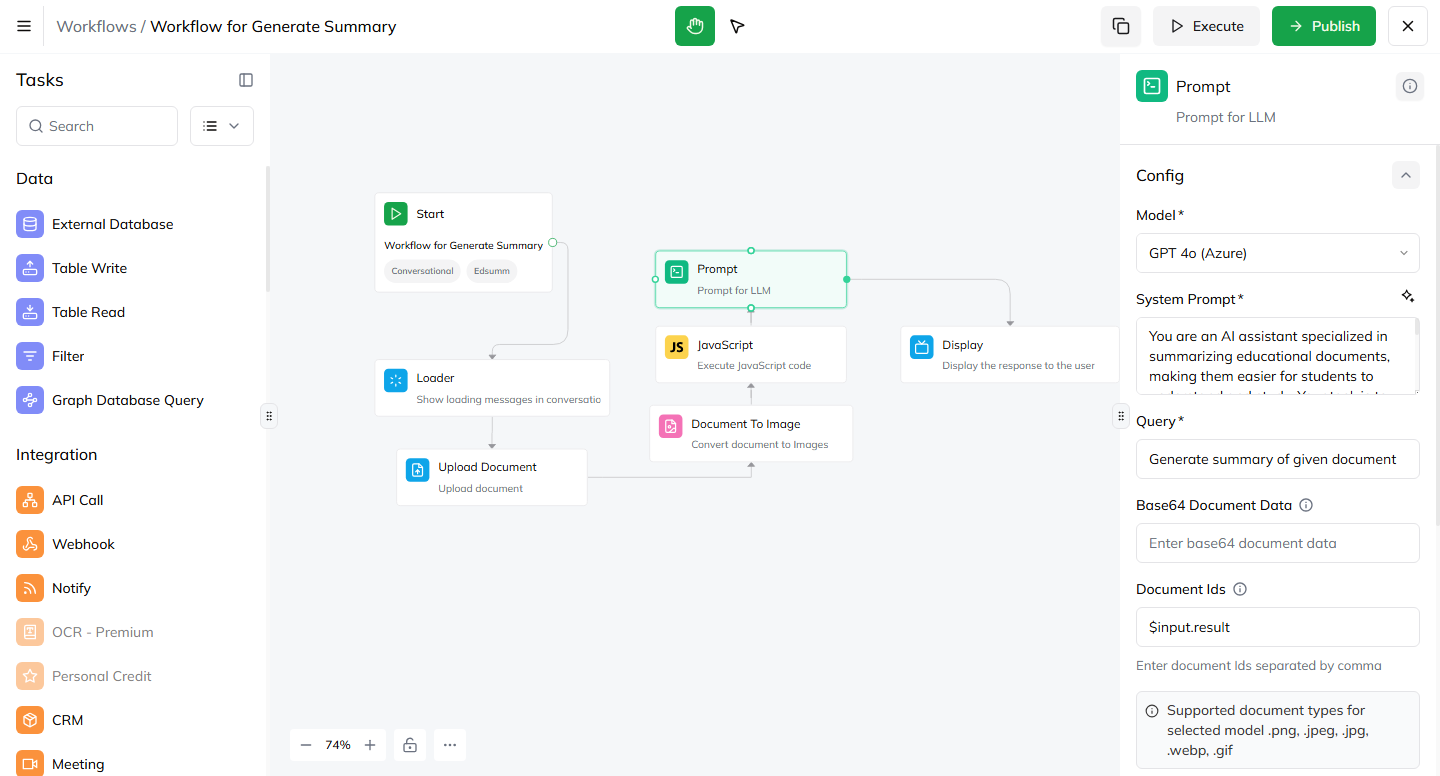 Workflows / Workflow for Generate Summary
Execute
Publish
Tasks
Search
Data
External Database
Table Write
Table Read
Filter
Graph Database Query
Integration
API Call
Webhook
Notify
OCR - Premium
Personal Credit
CRM
Meeting
Start
Workflow for Generate Summary
Conversational
Edsumm
Loader
Show loading messages in conversatio
Upload Document
Upload document
Prompt
Prompt for LLM
JS
JavaScript
Execute JavaScript code
Document To Image
Convert document to Images
Display
Display the response to the user
74%
Prompt
Prompt for LLM
Config
Model*
GPT 4o (Azure)
System Prompt*
You are an AI assistant specialized in
summarizing educational documents,
making them easier for students to
Query*
Generate summary of given document
Base64 Document Data
Enter base64 document data
Document Ids
$input.result
Enter document Ids separated by comma
Supported document types for
selected model .png, .jpeg, .jpg,
.webp, .gif